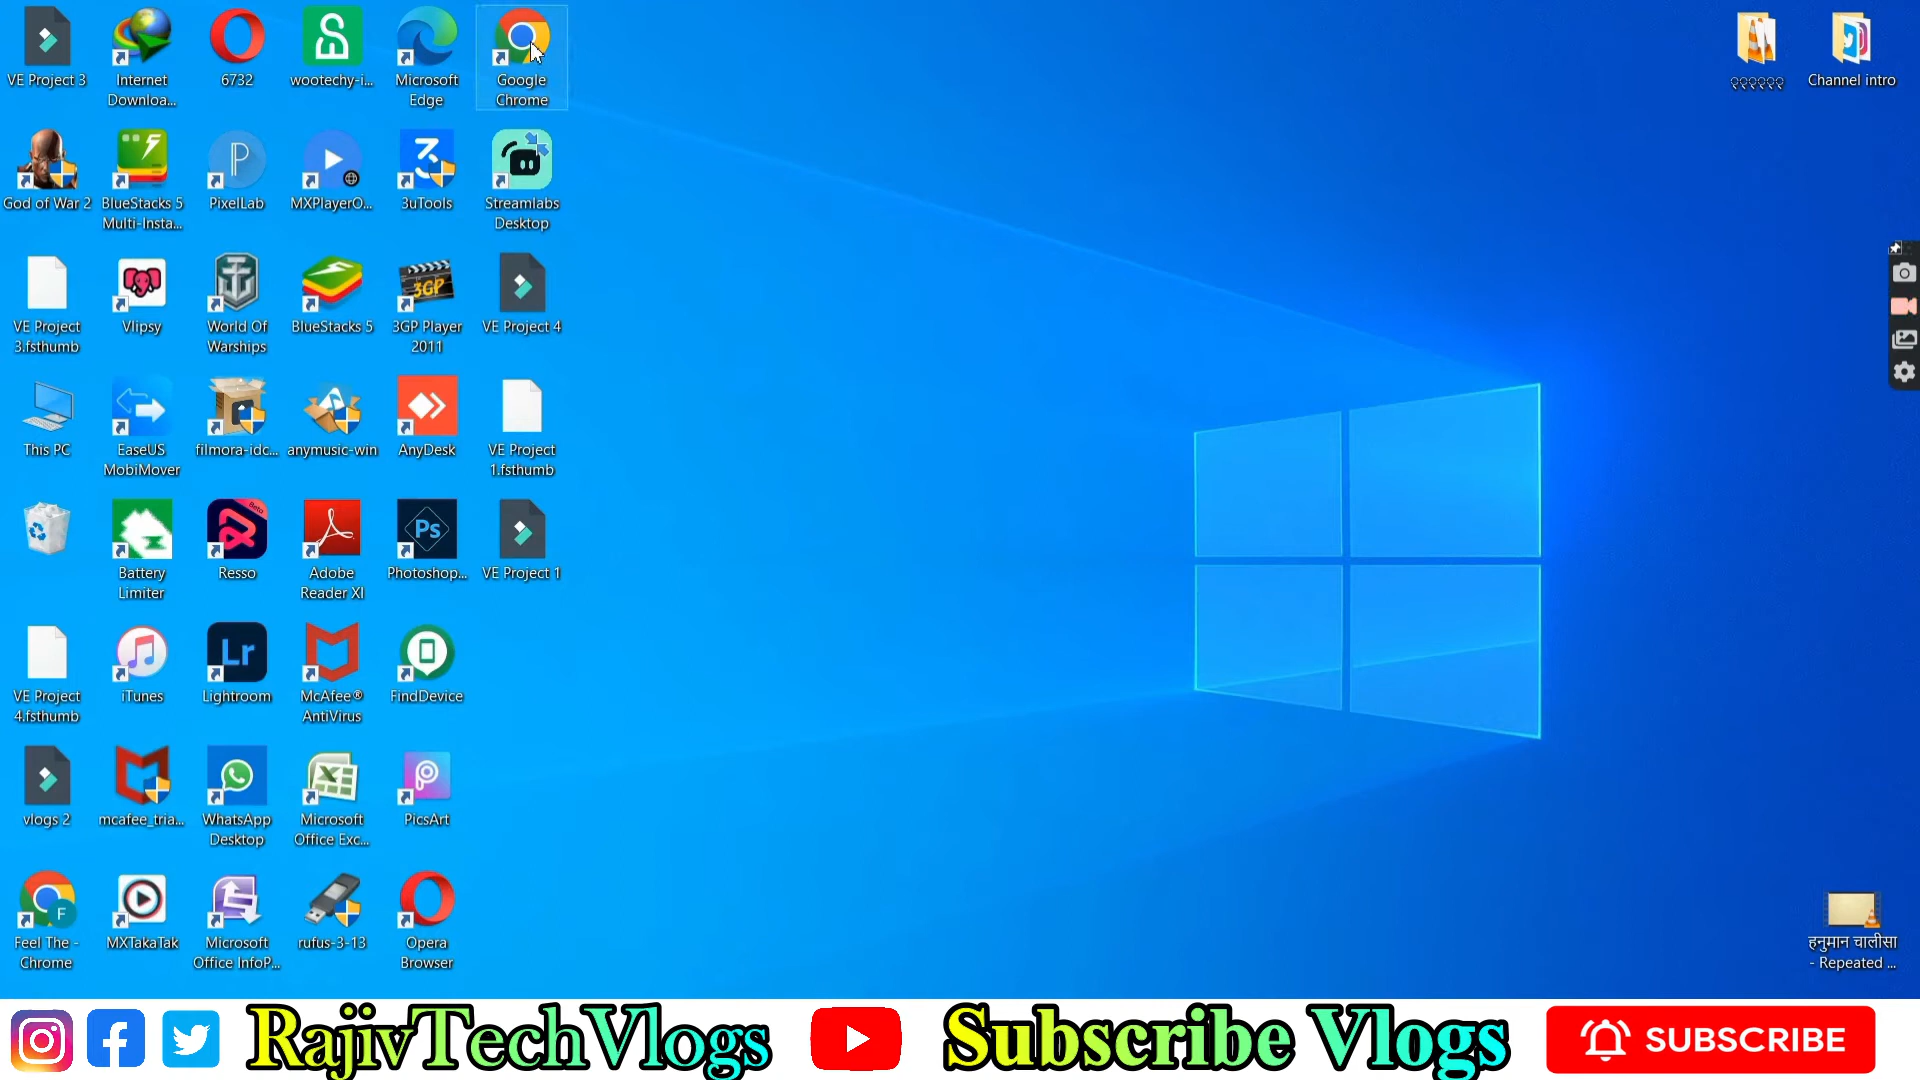 VE Project 3
Internet
Downloa...
6732
wootechy-i...
Microsoft
Edge
Google
Chrome
१११११११
Channel intro
God of War 2
BlueStacks 5
Multi-Insta...
PixelLab
MXPlayerO...
3uTools
Streamlabs
Desktop
VE Project
3.fsthumb
Vlipsy
World Of
Warships
BlueStacks 5
3GP
3GP Player
2011
VE Project 4
This PC
EaseUS
MobiMover
filmora-idc...
anymusic-win
AnyDesk
VE Project
1.fsthumb
Battery
Limiter
Beta
Resso
Adobe
Reader XI
Ps
Photoshop...
VE Project 1
VE Project
4.fsthumb
iTunes
Lr
Lightroom
McAfee®
AntiVirus
FindDevice
vlogs 2
mcafee_tria...
WhatsApp
Desktop
Microsoft
Office Exc...
PicsArt
F
Feel The -
Chrome
MXTakaTak
Microsoft
Office InfoP...
rufus-3-13
Opera
Browser
हनुमान चालीसा
- Repeated ...
RajivTechVlogs
Subscribe Vlogs
SUBSCRIBE